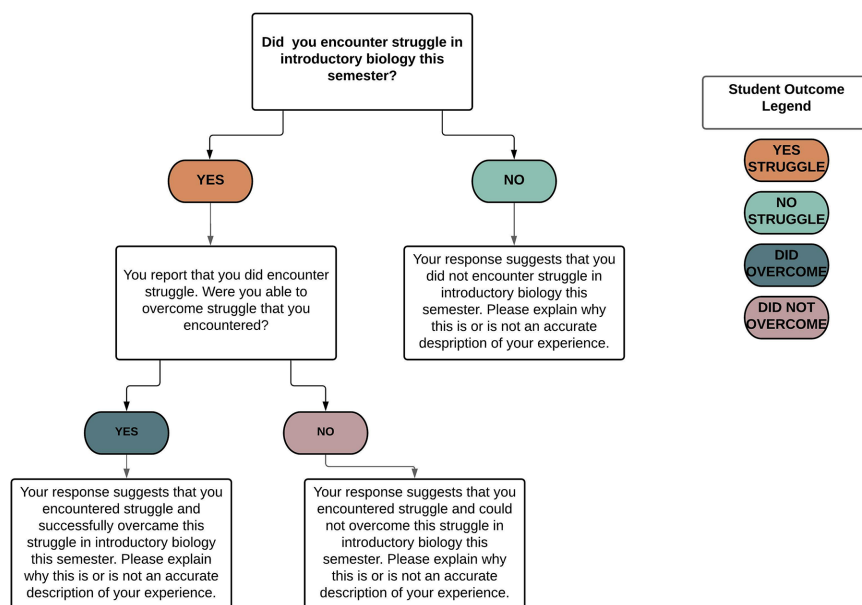 Did  you encounter struggle in
introductory biology this
semester?
Student Outcome
Legend
YES
STRUGGLE
YES
NO
NO
STRUGGLE
You report that you did encounter
struggle. Were you able to
overcome struggle that you
encountered?
Your response suggests that you
did not encounter struggle in
introductory biology this
semester. Please explain why
this is or is not an accurate
despription of your experience.
DID
OVERCOME
DID NOT
OVERCOME
YES
NO
Your response suggests that you
encountered struggle and
successfully overcame this
struggle in introductory biology
this semester. Please explain
why this is or is not an accurate
description of your experience.
Your response suggests that you
encountered struggle and could
not overcome this struggle in
introductory biology this
semester. Please explain why
this is or is not an accurate
description of your experience.